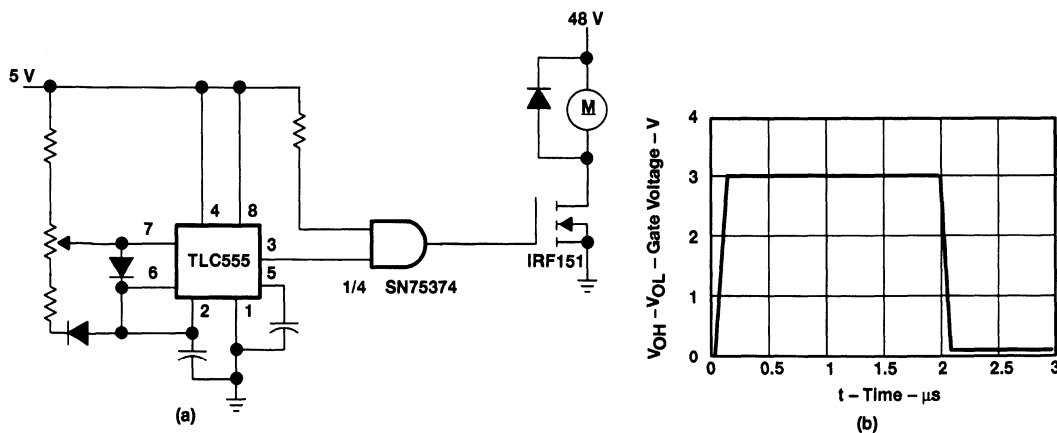 48 V
5 V
M
4
8
7
3
TLC555
6
5
2
1
1/4 SN75374
IRF151
(a)
4
3
2
1
0
VOH – VOL – Gate Voltage – V
0
0.5
1
1.5
2
2.5
3
t – Time – μs
(b)